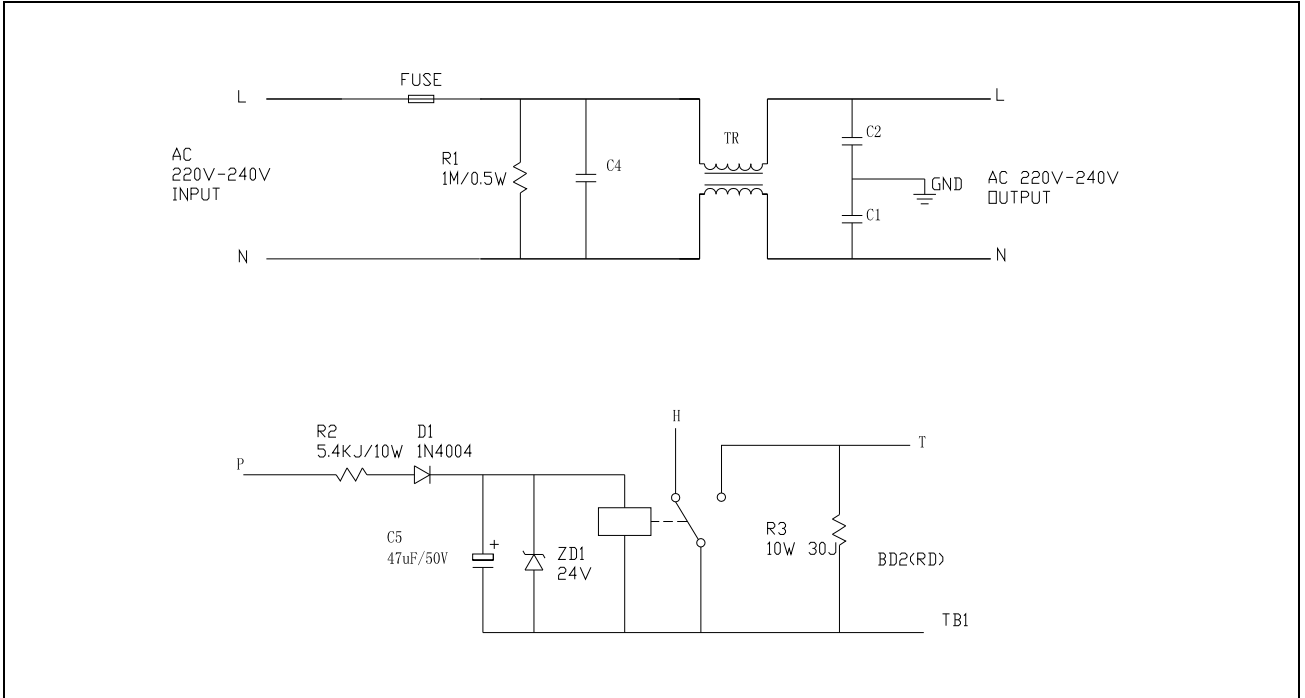 FUSE
L
L
C2
TR
AC
220V-240V
INPUT
R1
1M/0.5W
C4
GND
AC 220V-240V
OUTPUT
C1
N
N
H
R2
D1
5.4KJ/10W
1N4004
T
P
R3
10W 30J
C5
47uF/50V
+
ZD1
24V
BD2(RD)
TB1